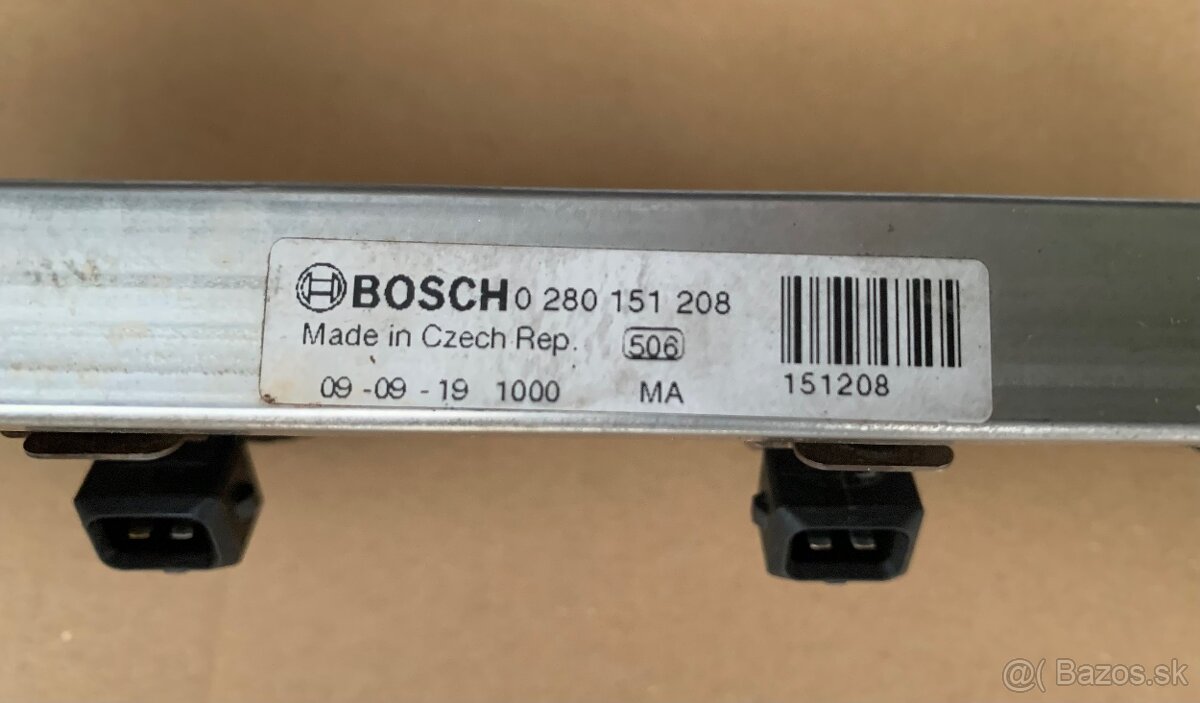 BOSCH 0 280 151 208
Made in Czech Rep. 506
09 -09 - 19 1000 MA
151208
@( Bazos.sk